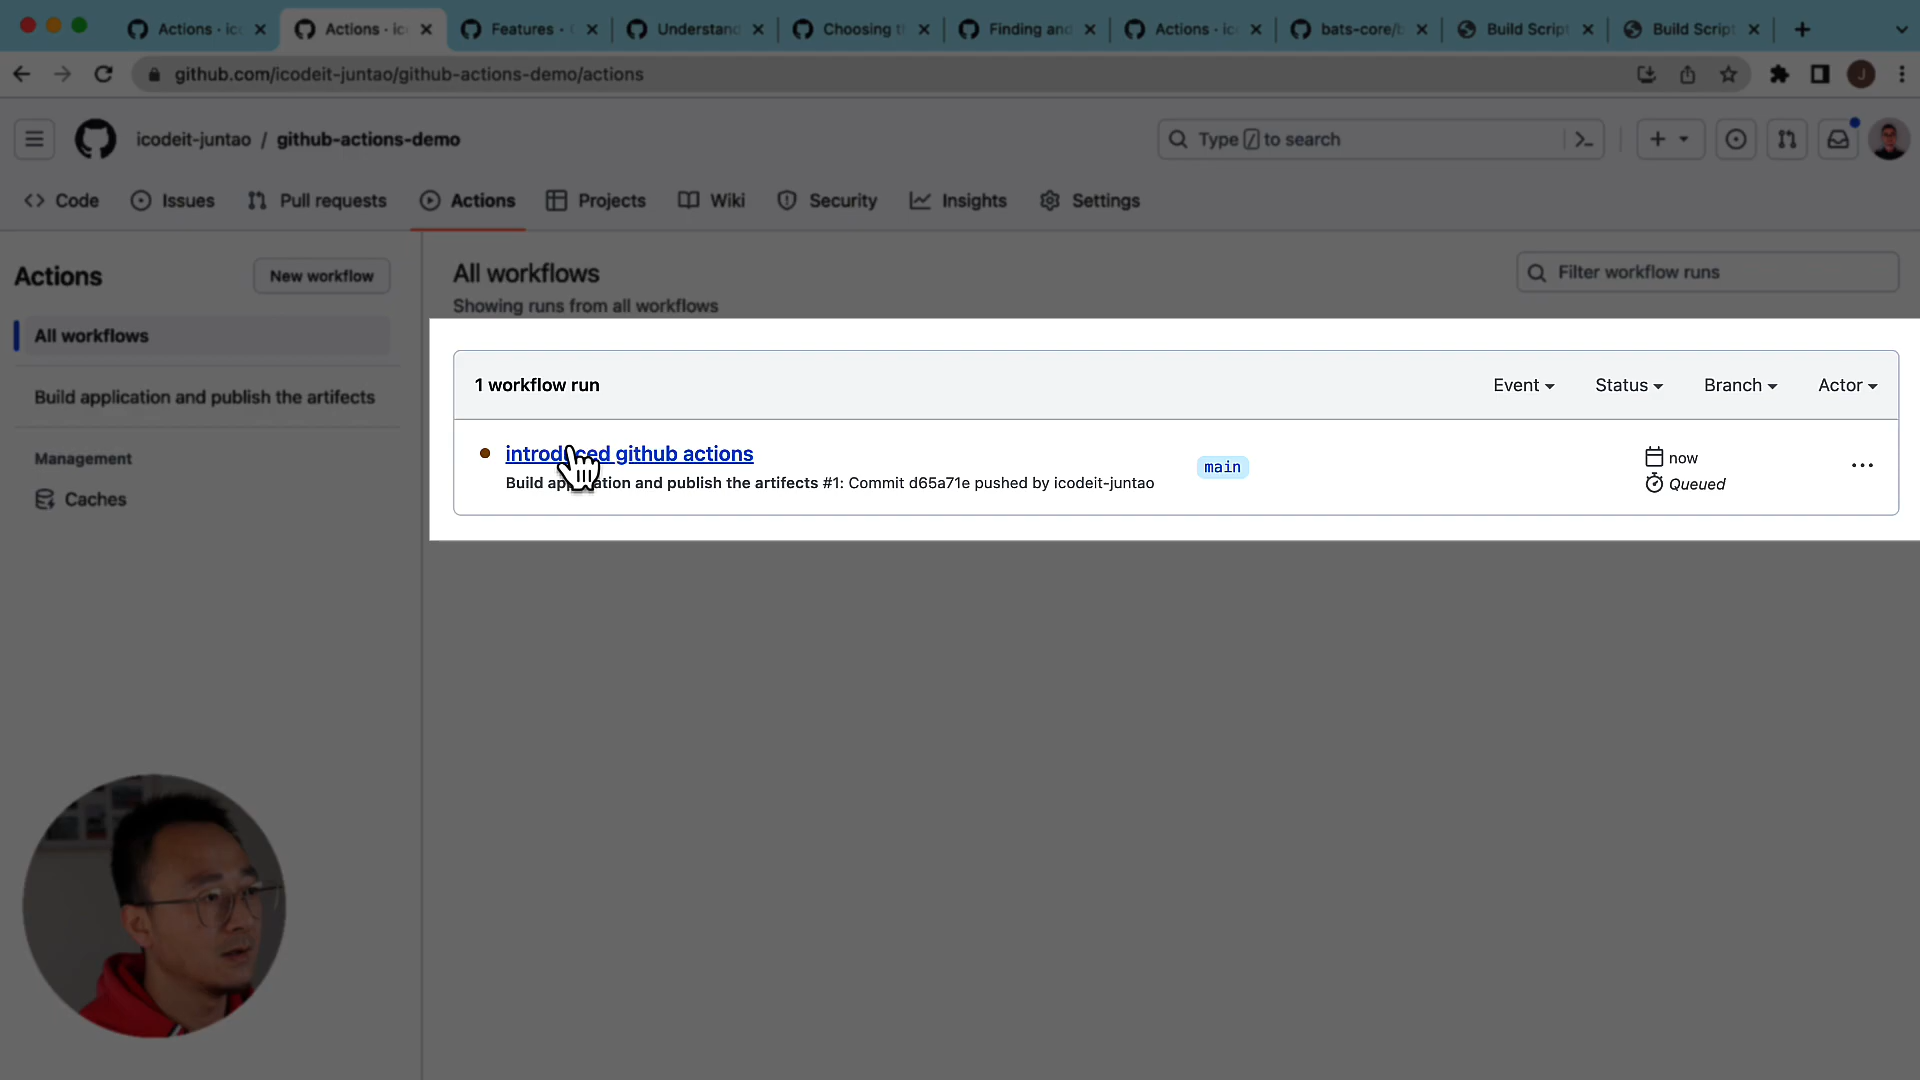 Actions · ic
Actions · ic
Features ·
Understand
Choosing t
Finding an
Actions · ic
bats-core/b
Build Script
Build Script
github.com/icodeit-juntao/github-actions-demo/actions
J
icodeit-juntao / github-actions-demo
Type / to search
Code
Issues
Pull requests
Actions
Projects
Wiki
Security
Insights
Settings
Actions
New workflow
All workflows
Build application and publish the artifects
Management
Caches
All workflows
Showing runs from all workflows
Filter workflow runs
1 workflow run
Event
Status
Branch
Actor
introduced github actions
Build application and publish the artifects #1: Commit d65a71e pushed by icodeit-juntao
main
now
Queued